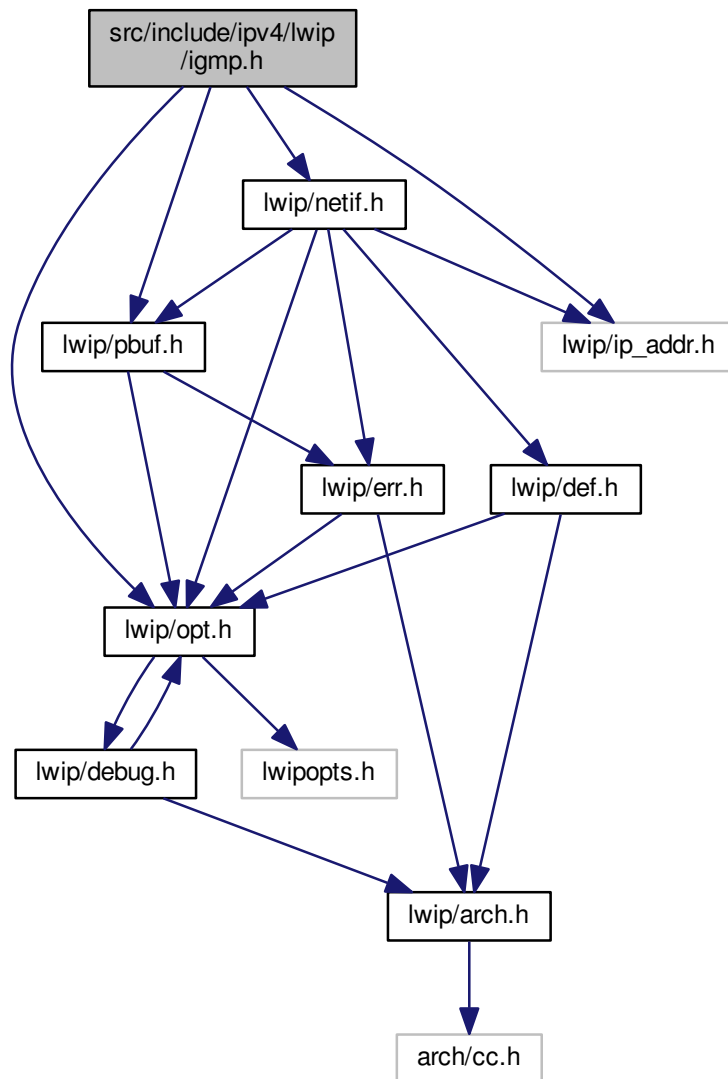 src/include/ipv4/lwip
/igmp.h
lwip/netif.h
lwip/pbuf.h
lwip/ip_addr.h
lwip/err.h
lwip/def.h
lwip/opt.h
lwip/debug.h
lwipopts.h
lwip/arch.h
arch/cc.h